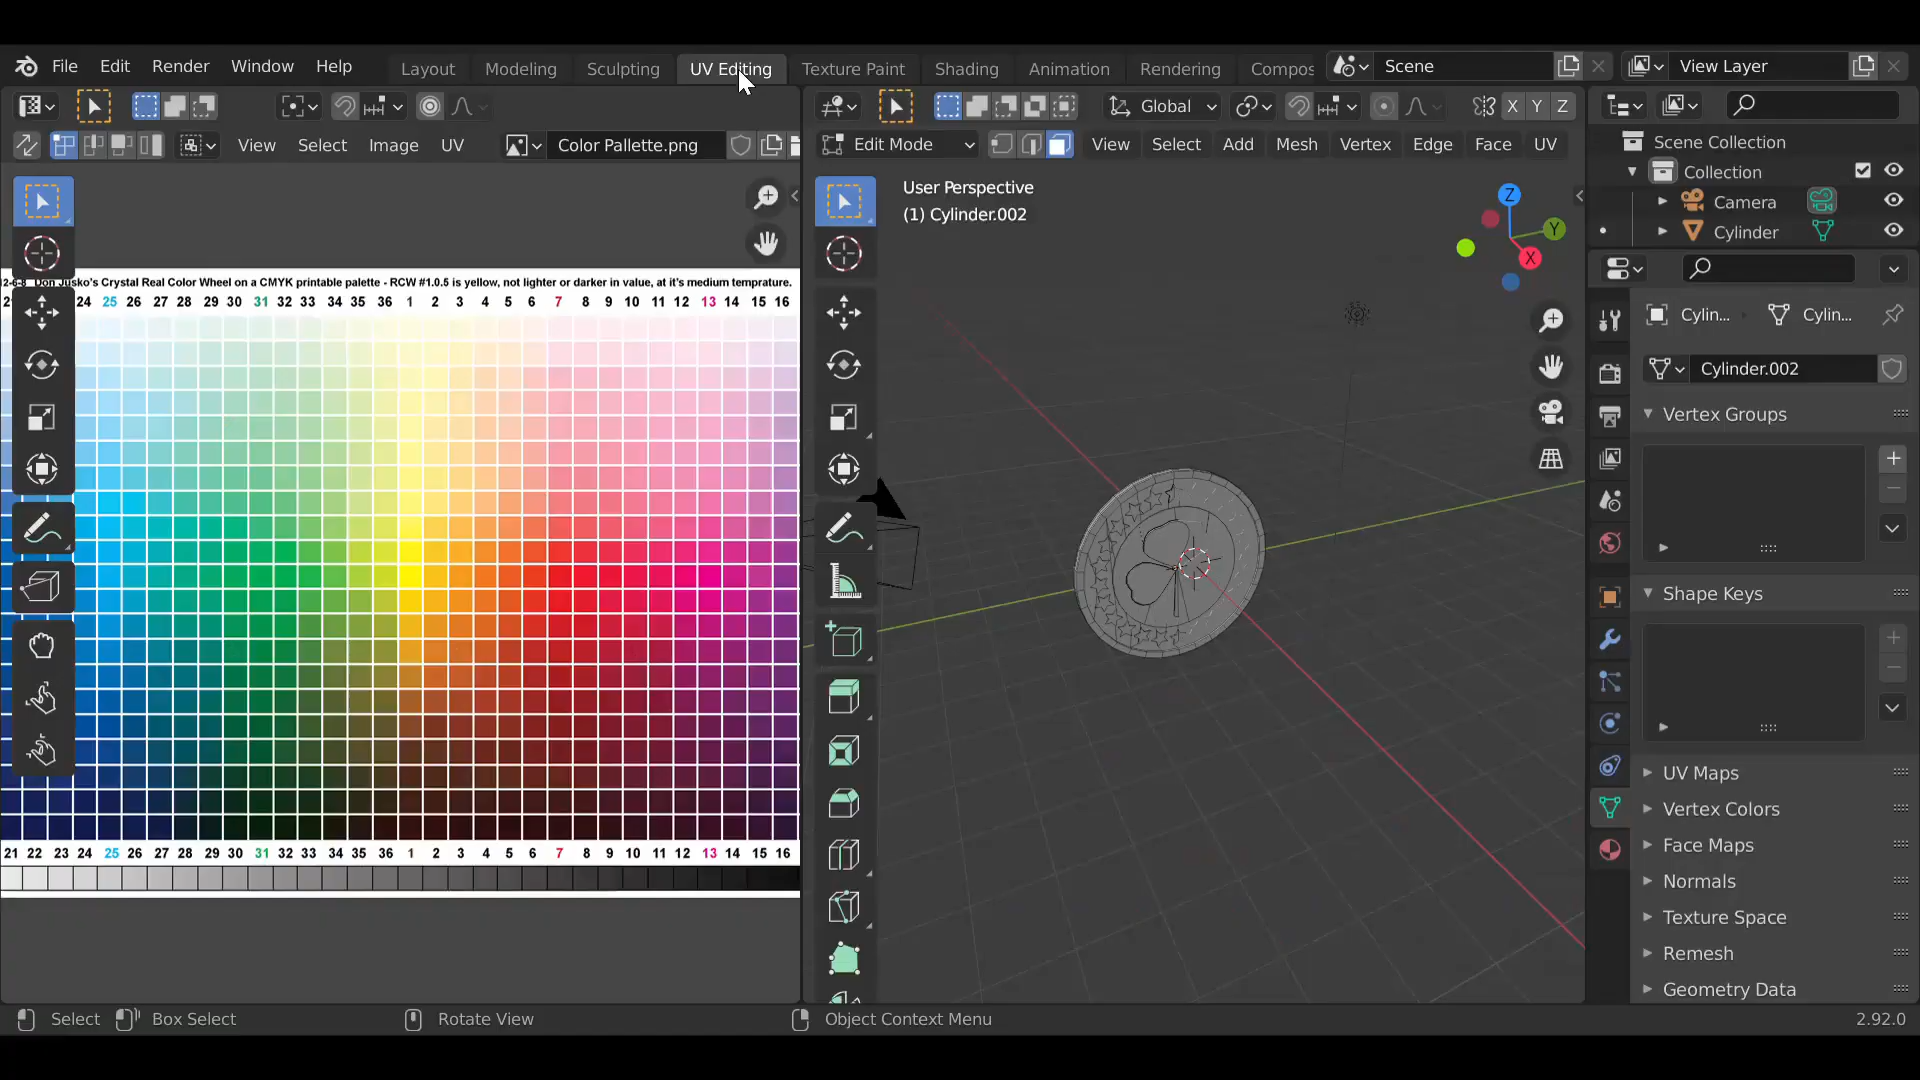 File Edit Render Window Help Layout Modeling Sculpting UV Editing Texture Paint Shading Animation Rendering Compos Scene View Layer
Global X Y Z
View Select Image UV Color Pallette.png Edit Mode View Select Add Mesh Vertex Edge Face UV
Scene Collection
Collection
Camera
Cylinder
User Perspective
(1) Cylinder.002
Z Y X
Don Jusko's Crystal Real Color Wheel on a CMYK printable palette - RCW #1.0.5 is yellow, not lighter or darker in value, at it's medium temprature.
24 25 26 27 28 29 30 31 32 33 34 35 36 1 2 3 4 5 6 7 8 9 10 11 12 13 14 15 16
21 22 23 24 25 26 27 28 29 30 31 32 33 34 35 36 1 2 3 4 5 6 7 8 9 10 11 12 13 14 15 16
Cylin... Cylin...
Cylinder.002
Vertex Groups
Shape Keys
UV Maps
Vertex Colors
Face Maps
Normals
Texture Space
Remesh
Geometry Data
Select Box Select Rotate View Object Context Menu 2.92.0